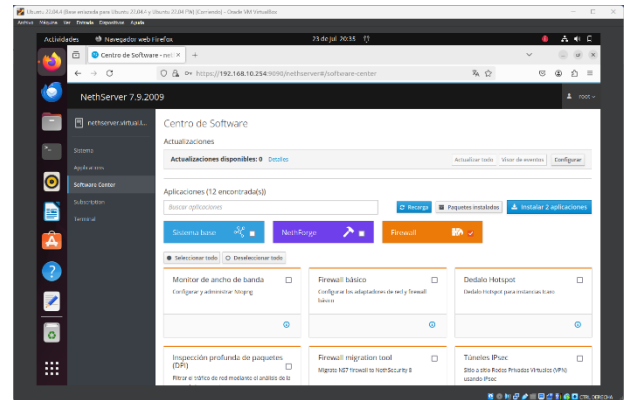 Ubuntu 22.04.4 (Base enlazada para Ubuntu 22.04.4 y Ubuntu 22.04 FN) [Corriendo] - Oracle VM VirtualBox
Archivo Máquina Ver Entrada Dispositivos Ayuda
Actividades Navegador web Firefox 23 de jul 20:35
Centro de Software - net
https://192.168.10.254:9090/nethserver#/software-center
NethServer 7.9.2009 root
nethserver.virtuall...
Sistema
Applications
Software Center
Subscription
Terminal
Centro de Software
Actualizaciones
Actualizaciones disponibles: 0 Detalles Actualizar todo Visor de eventos Configurar
Aplicaciones (12 encontrada(s))
Buscar aplicaciones Recarga Paquetes instalados Instalar 2 aplicaciones
Sistema base NethForge Firewall
Seleccionar todo Deseleccionar todo
Monitor de ancho de banda
Configurar y administrar Ntopng
Firewall básico
Configurar los adaptadores de red y firewall
básico
Dedalo Hotspot
Dedalo Hotspot para instancias Icaro
Inspección profunda de paquetes
(DPI)
Filtrar el tráfico de red mediante el análisis de la
Firewall migration tool
Migrate NS7 firewall to NethSecurity 8
Túneles IPsec
Sitio a sitio Redes Privadas Virtuales (VPN)
usando IPsec
CTRL DERECHA